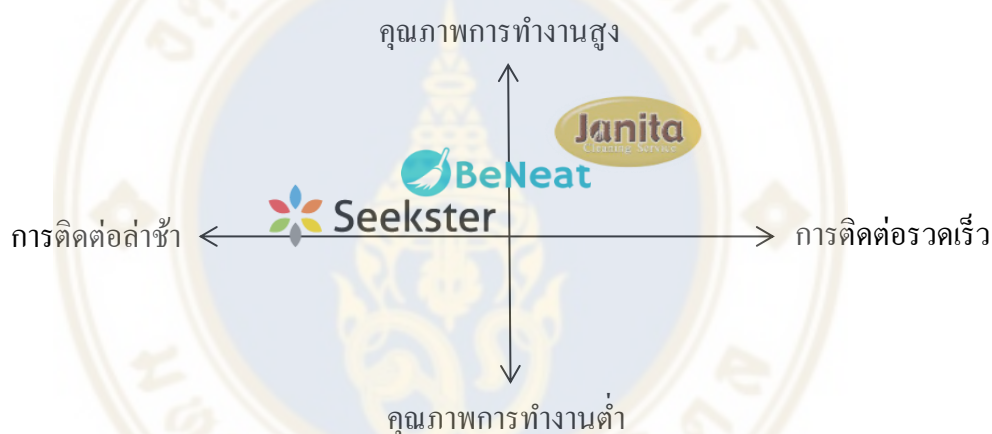 คุณภาพการทำงานสูง
Janita
Cleaning Service
BeNeat
Seekster
การติดต่อล่าช้า
การติดต่อรวดเร็ว
คุณภาพการทำงานต่ำ